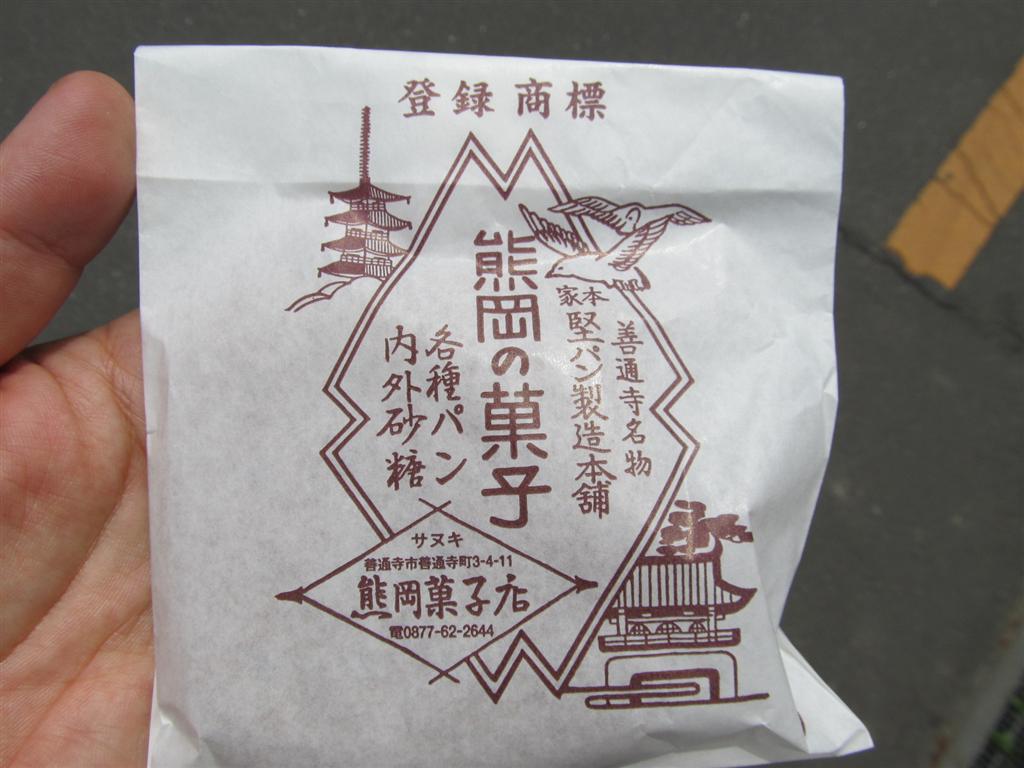 登録商標
善通寺名物
本家
堅パン製造本舗
熊岡の菓子
各種パン
内外砂糖
サヌキ
善通寺市善通寺町3-4-11
熊岡菓子店
電0877-62-2644